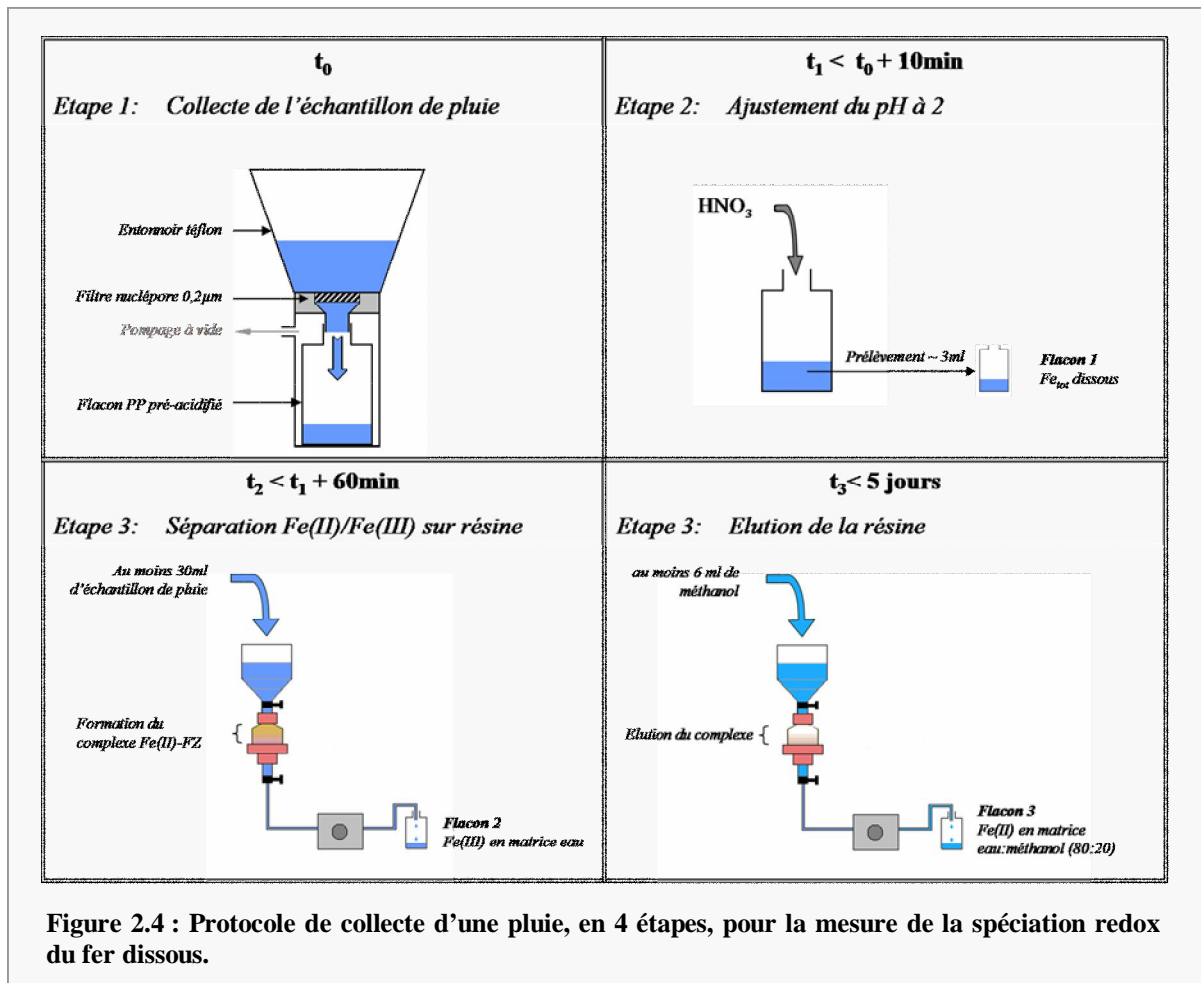 t0
Etape 1: Collecte de l'échantillon de pluie
Entonnoir téflon
Filtre nuclépore 0,2µm
Pompage à vide
Flacon PP pré-acidifié
t1 < t0 + 10min
Etape 2: Ajustement du pH à 2
HNO3
Prélèvement ~ 3ml
Flacon 1
Fetot dissous
t2 < t1 + 60min
Etape 3: Séparation Fe(II)/Fe(III) sur résine
Au moins 30ml
d'échantillon de pluie
Formation du
complexe Fe(II)-FZ
Flacon 2
Fe(III) en matrice eau
t3< 5 jours
Etape 3: Elution de la résine
au moins 6 ml de
méthanol
Elution du complexe
Flacon 3
Fe(II) en matrice
eau:méthanol (80:20)
Figure 2.4 : Protocole de collecte d'une pluie, en 4 étapes, pour la mesure de la spéciation redox
du fer dissous.